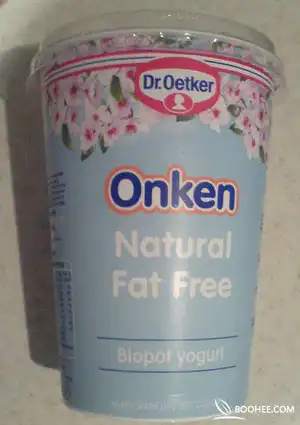 Dr.Oetker
Onken
Natural
Fat Free
Biopot yogurt
BOOHEE.COM